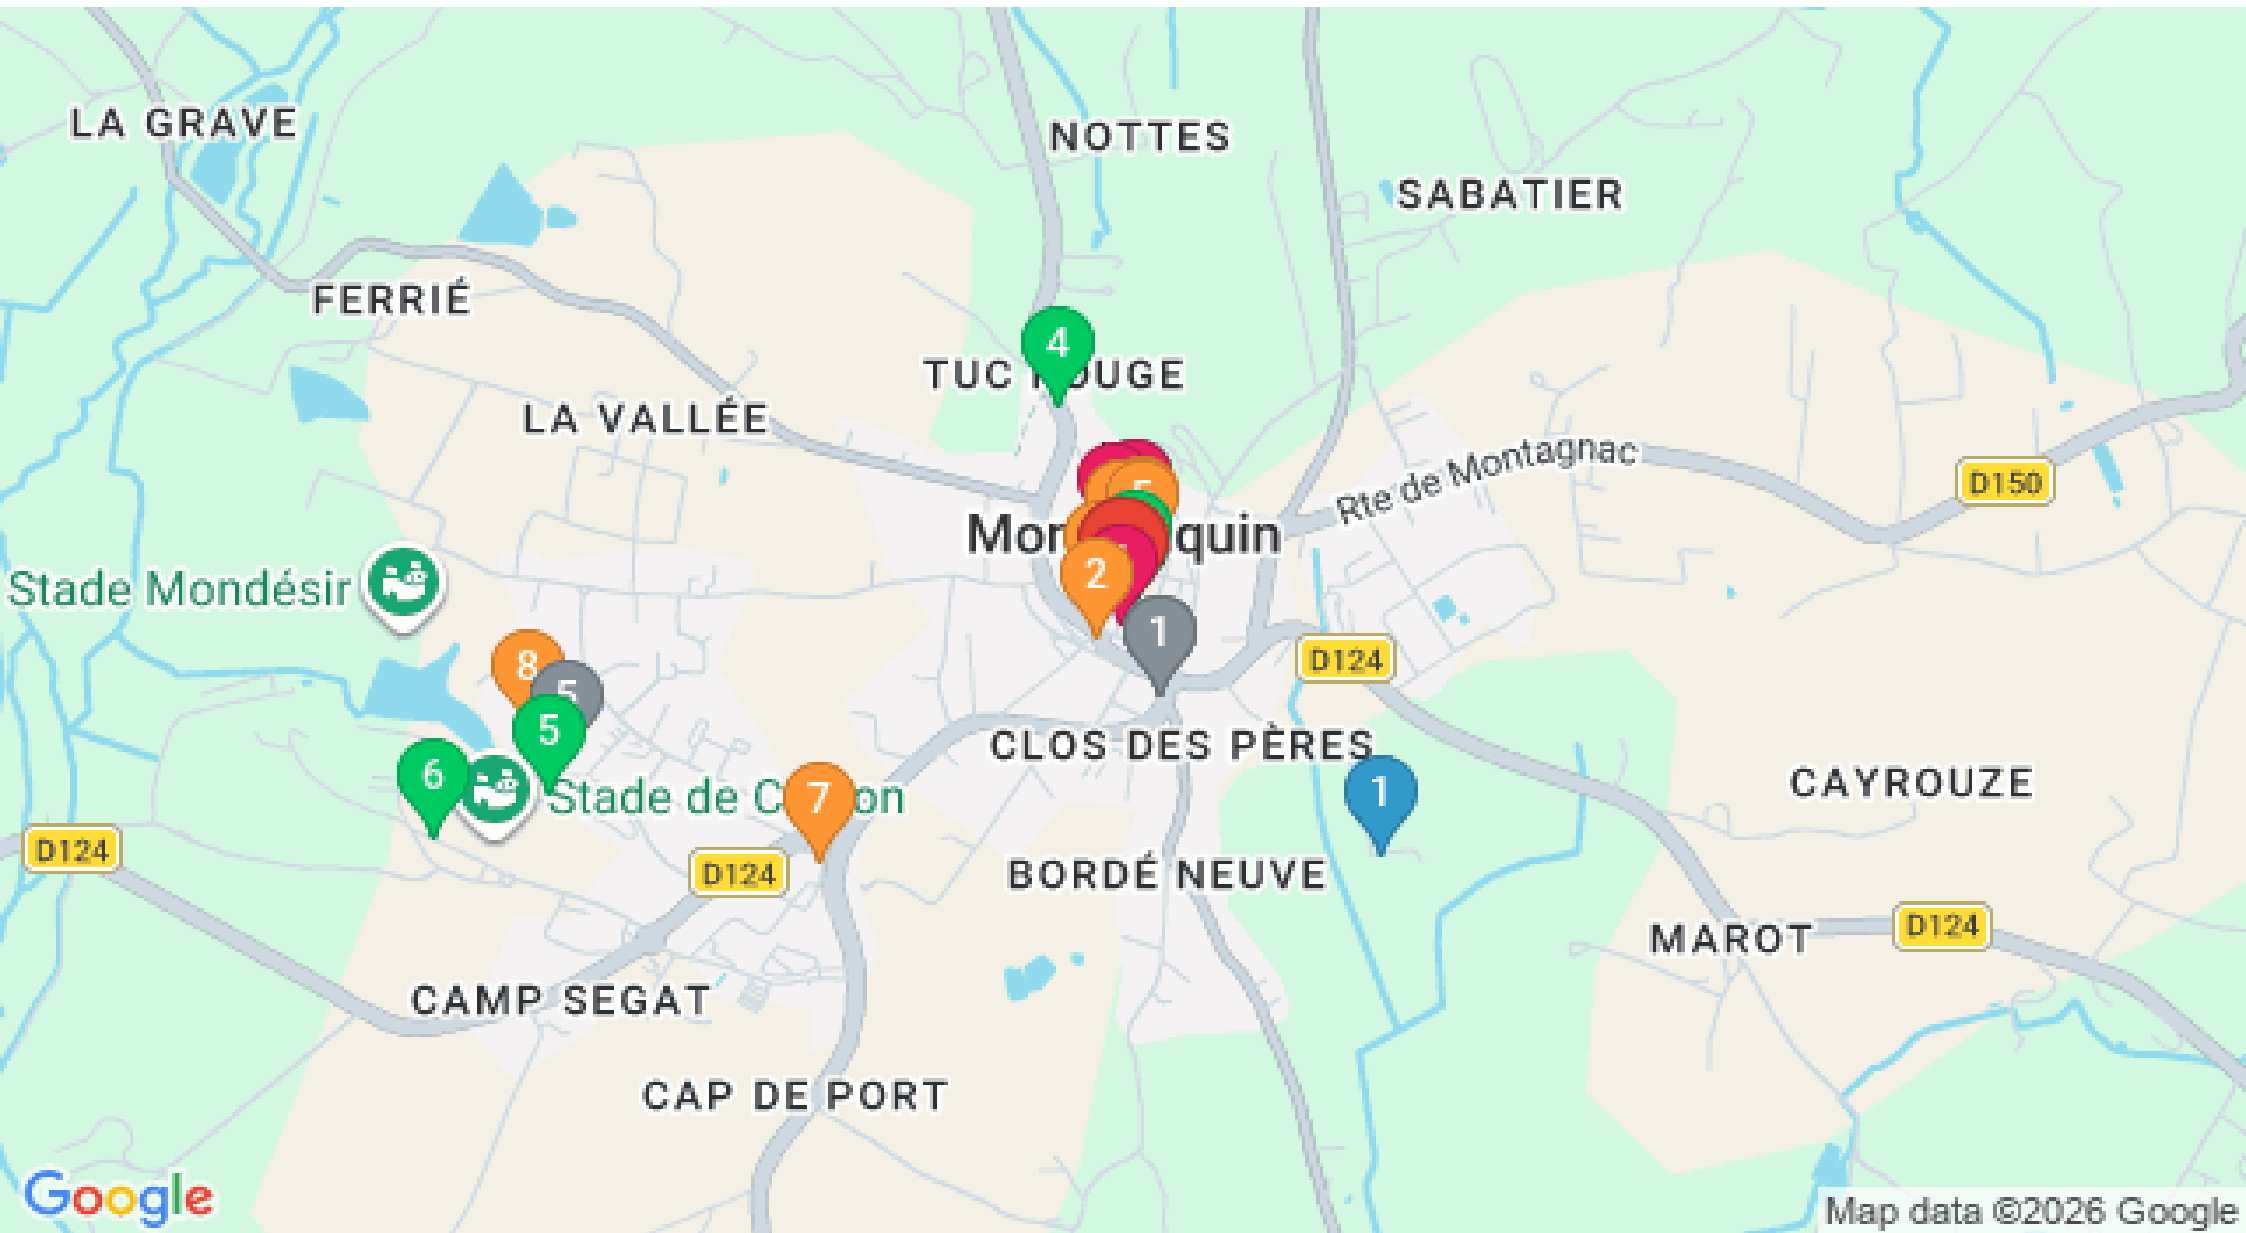 LA GRAVE
NOTTES
SABATIER
FERRIÉ
4
TUC OUGE
LA VALLÉE
Rte de Montagnac
D150
5
Mon quin
Stade Mondésir
2
1
8
5
D124
5
CLOS DES PÈRES
6
Stade de C on
7
1
CAYROUZE
D124
D124
BORDÉ NEUVE
MAROT
D124
CAMP SEGAT
CAP DE PORT
Google
Map data ©2026 Google